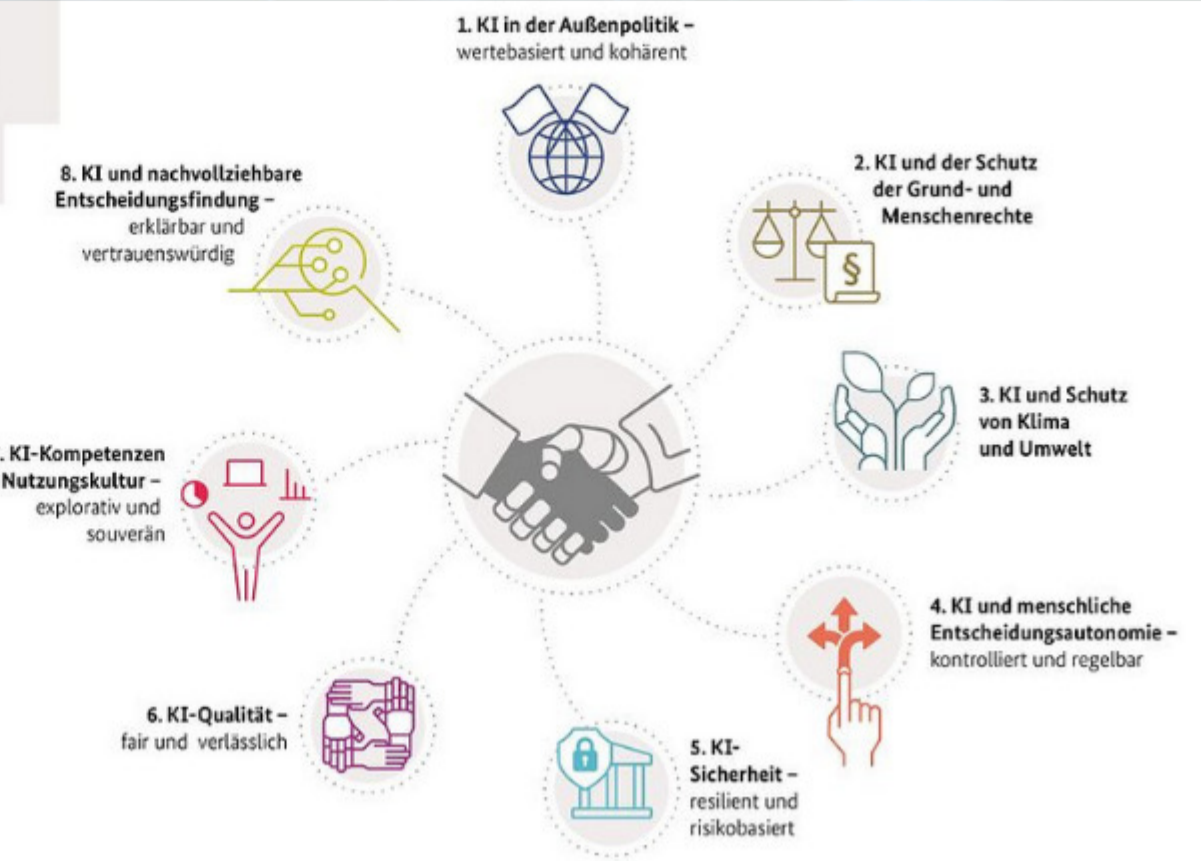 1. KI in der Außenpolitik –
wertebasiert und kohärent
2. KI und der Schutz
der Grund- und
Menschenrechte
§
3. KI und Schutz
von Klima
und Umwelt
4. KI und menschliche
Entscheidungsautonomie –
kontrolliert und regelbar
5. KI-
Sicherheit –
resilient und
risikobasiert
6. KI-Qualität –
fair und verlässlich
. KI-Kompetenzen
Nutzungskultur –
explorativ und
souverän
8. KI und nachvollziehbare
Entscheidungsfindung –
erklärbar und
vertrauenswürdig